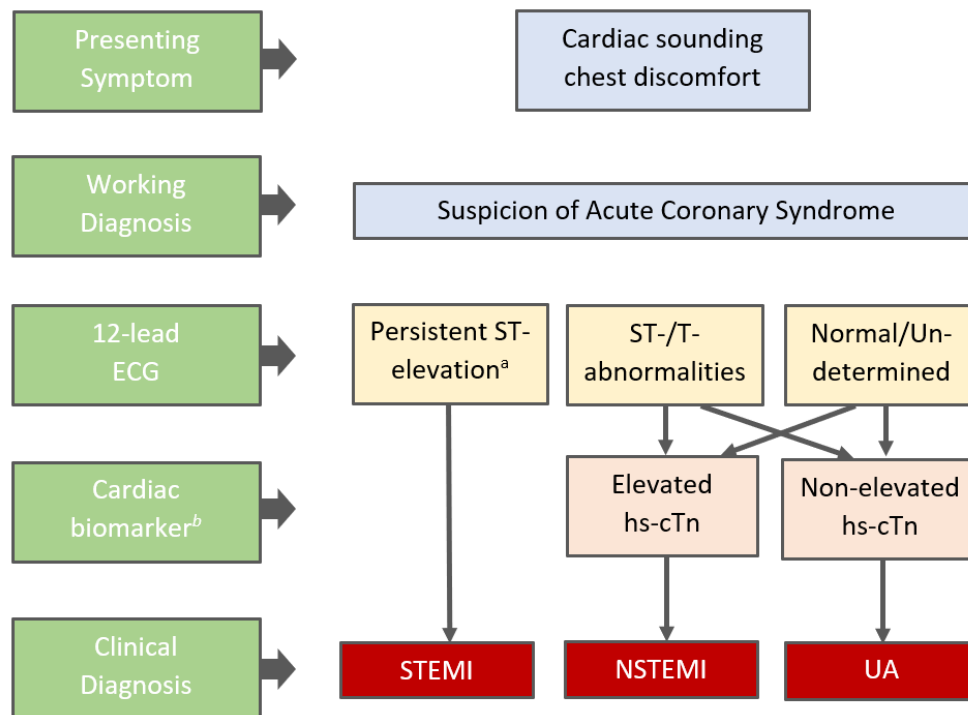 Presenting
Symptom
Cardiac sounding
chest discomfort
Working
Diagnosis
Suspicion of Acute Coronary Syndrome
12-lead
ECG
Persistent ST-
elevationᵃ
ST-/T-
abnormalities
Normal/Un-
determined
Cardiac
biomarkerᵇ
Elevated
hs-cTn
Non-elevated
hs-cTn
Clinical
Diagnosis
STEMI
NSTEMI
UA